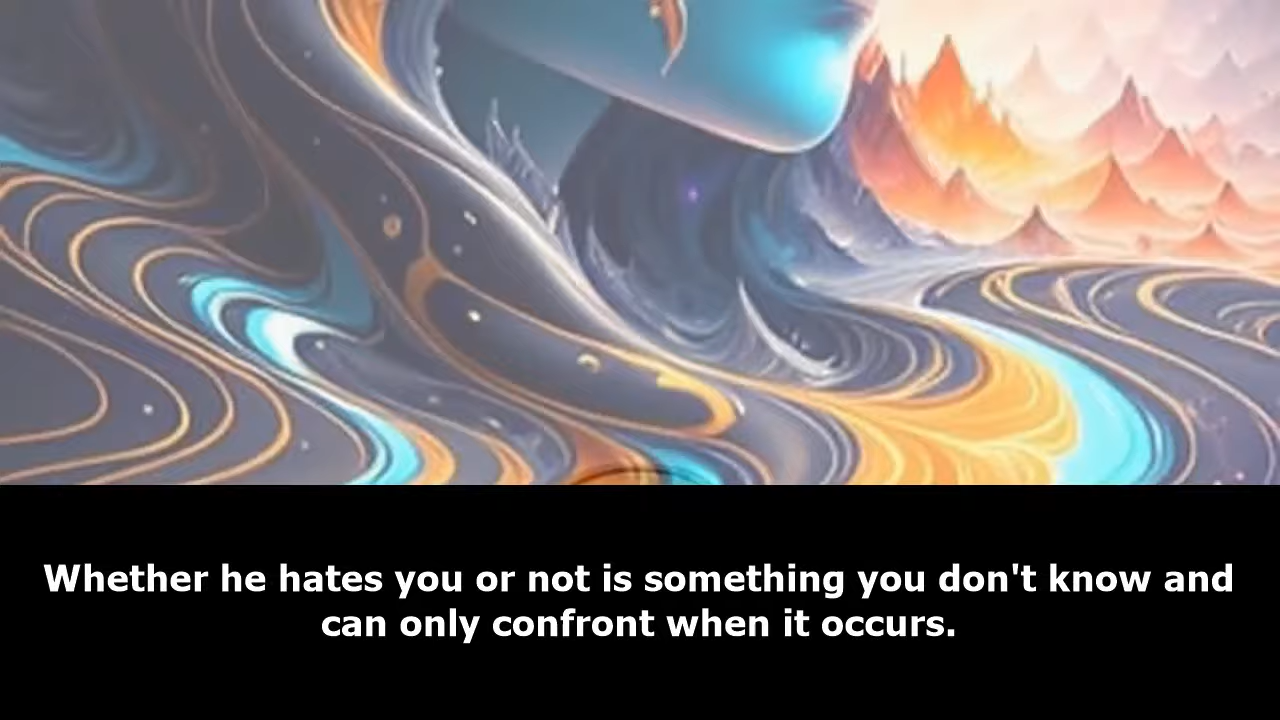 Whether he hates you or not is something you don't know and
can only confront when it occurs.